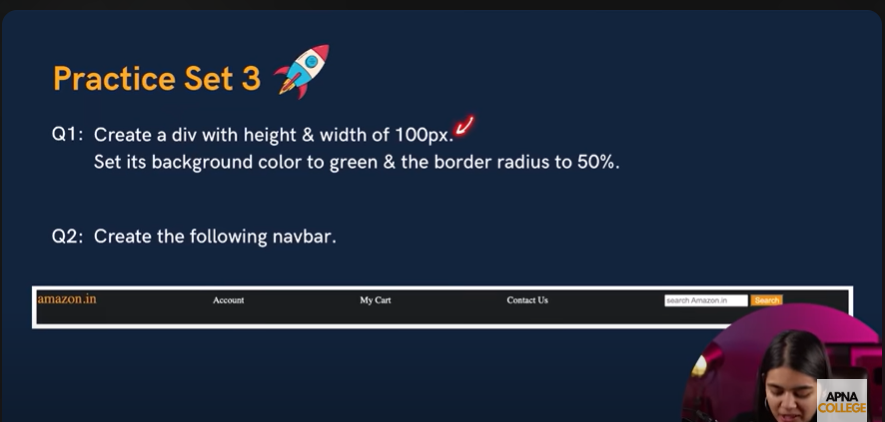 Practice Set 3
Q1: Create a div with height & width of 100px.
Set its background color to green & the border radius to 50%.
Q2: Create the following navbar.
amazon.in Account My Cart Contact Us search Amazon.in Search
APNA
COLLEGE